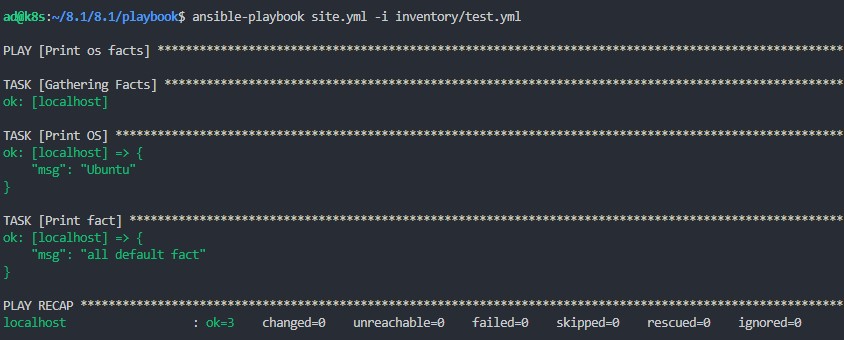 ad@k8s:~/8.1/8.1/playbook$ ansible-playbook site.yml -i inventory/test.yml
PLAY [Print os facts] **************************************************************************************************
TASK [Gathering Facts] *************************************************************************************************
ok: [localhost]
TASK [Print OS] ********************************************************************************************************
ok: [localhost] => {
    "msg": "Ubuntu"
}
TASK [Print fact] ******************************************************************************************************
ok: [localhost] => {
    "msg": "all default fact"
}
PLAY RECAP *************************************************************************************************************
localhost                  : ok=3    changed=0    unreachable=0    failed=0    skipped=0    rescued=0    ignored=0